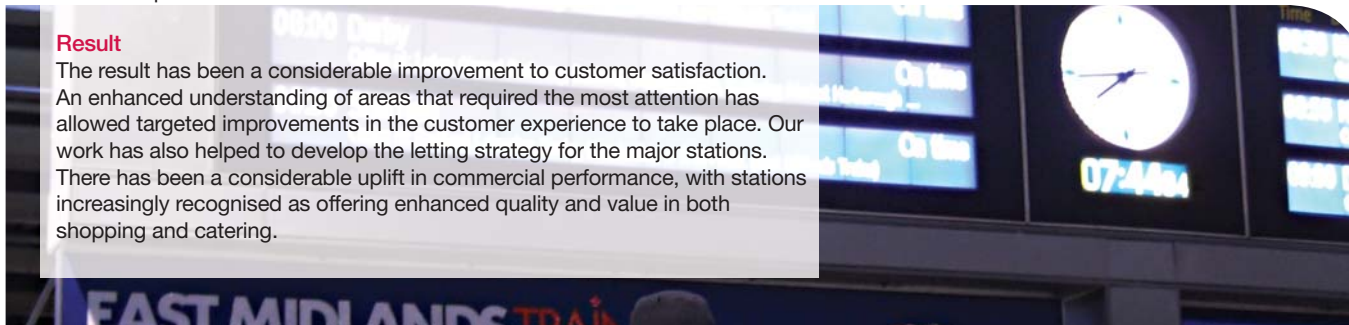 Result
The result has been a considerable improvement to customer satisfaction.
An enhanced understanding of areas that required the most attention has
allowed targeted improvements in the customer experience to take place. Our
work has also helped to develop the letting strategy for the major stations.
There has been a considerable uplift in commercial performance, with stations
increasingly recognised as offering enhanced quality and value in both
shopping and catering.
08:00 Derby
On time
On time
On time
Time
07:44:04
EAST MIDLANDS TRAIN